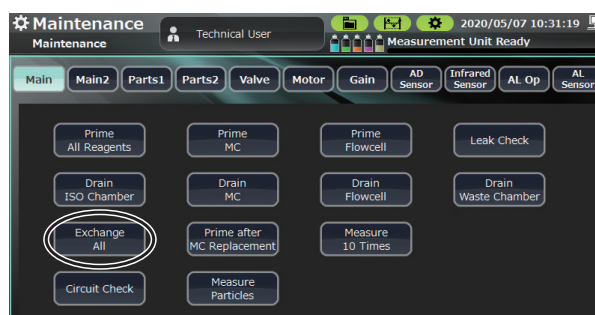 Maintenance
Technical User
2020/05/07 10:31:19
Maintenance
Measurement Unit Ready
Main
Main2
Parts1
Parts2
Valve
Motor
Gain
AD
Sensor
Infrared
Sensor
AL Op
AL
Sensor
Prime
All Reagents
Prime
MC
Prime
Flowcell
Leak Check
Drain
ISO Chamber
Drain
MC
Drain
Flowcell
Drain
Waste Chamber
Exchange
All
Prime after
MC Replacement
Measure
10 Times
Circuit Check
Measure
Particles